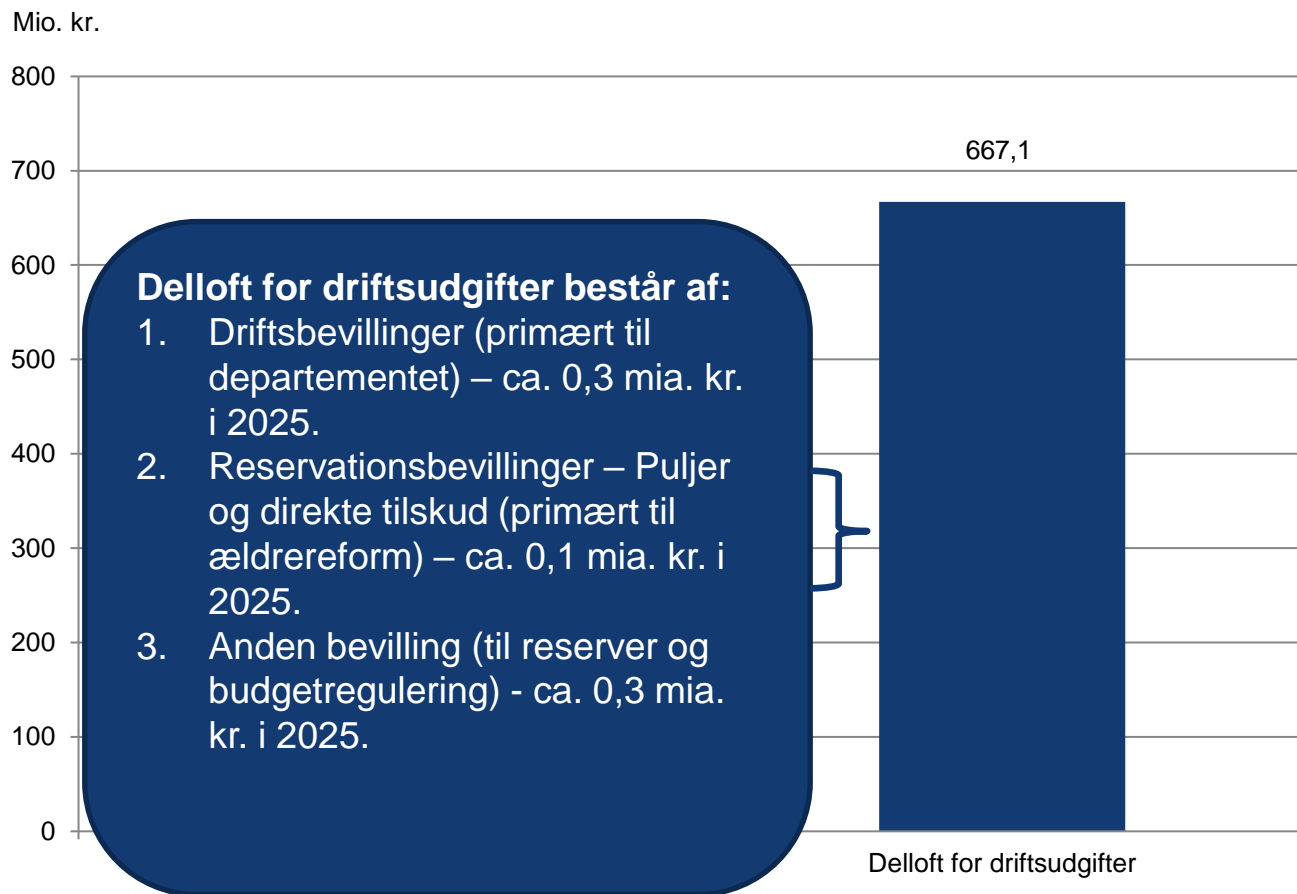 Mio. kr.
800
700
600
500
400
300
200
100
0
667,1
Delloft for driftsudgifter består af:
1. Driftsbevillinger (primært til
departementet) – ca. 0,3 mia. kr.
i 2025.
2. Reservationsbevillinger – Puljer
og direkte tilskud (primært til
ældrereform) – ca. 0,1 mia. kr. i
2025.
3. Anden bevilling (til reserver og
budgetregulering) - ca. 0,3 mia.
kr. i 2025.
Delloft for driftsudgifter